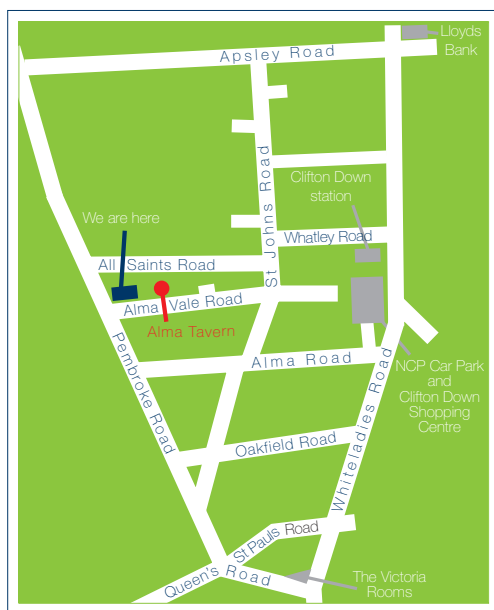 Lloyds
Bank
Apsley Road
St Johns Road
Clifton Down
station
We are here
Whatley Road
All Saints Road
Alma Vale Road
Alma Tavern
Pembroke Road
Alma Road
NCP Car Park
and
Clifton Down
Shopping
Centre
Whiteladies Road
Oakfield Road
St Pauls Road
Queen's Road
The Victoria
Rooms